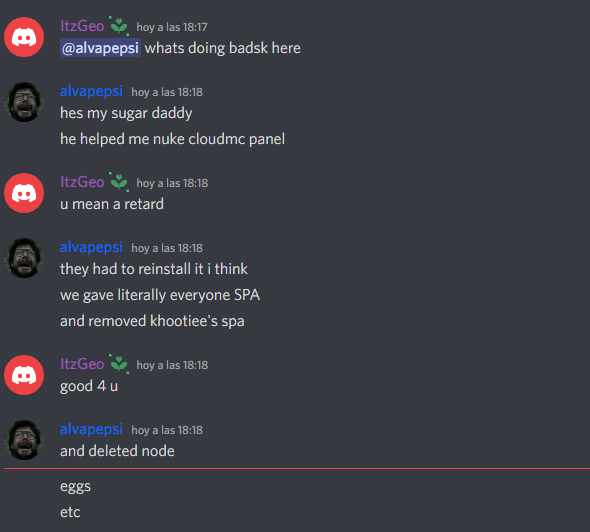 ItzGeo hoy a las 18:17
@alvapepsi whats doing badsk here
alvapepsi hoy a las 18:18
hes my sugar daddy
he helped me nuke cloudmc panel
ItzGeo hoy a las 18:18
u mean a retard
alvapepsi hoy a las 18:18
they had to reinstall it i think
we gave literally everyone SPA
and removed khootiee's spa
ItzGeo hoy a las 18:18
good 4 u
alvapepsi hoy a las 18:18
and deleted node
eggs
etc